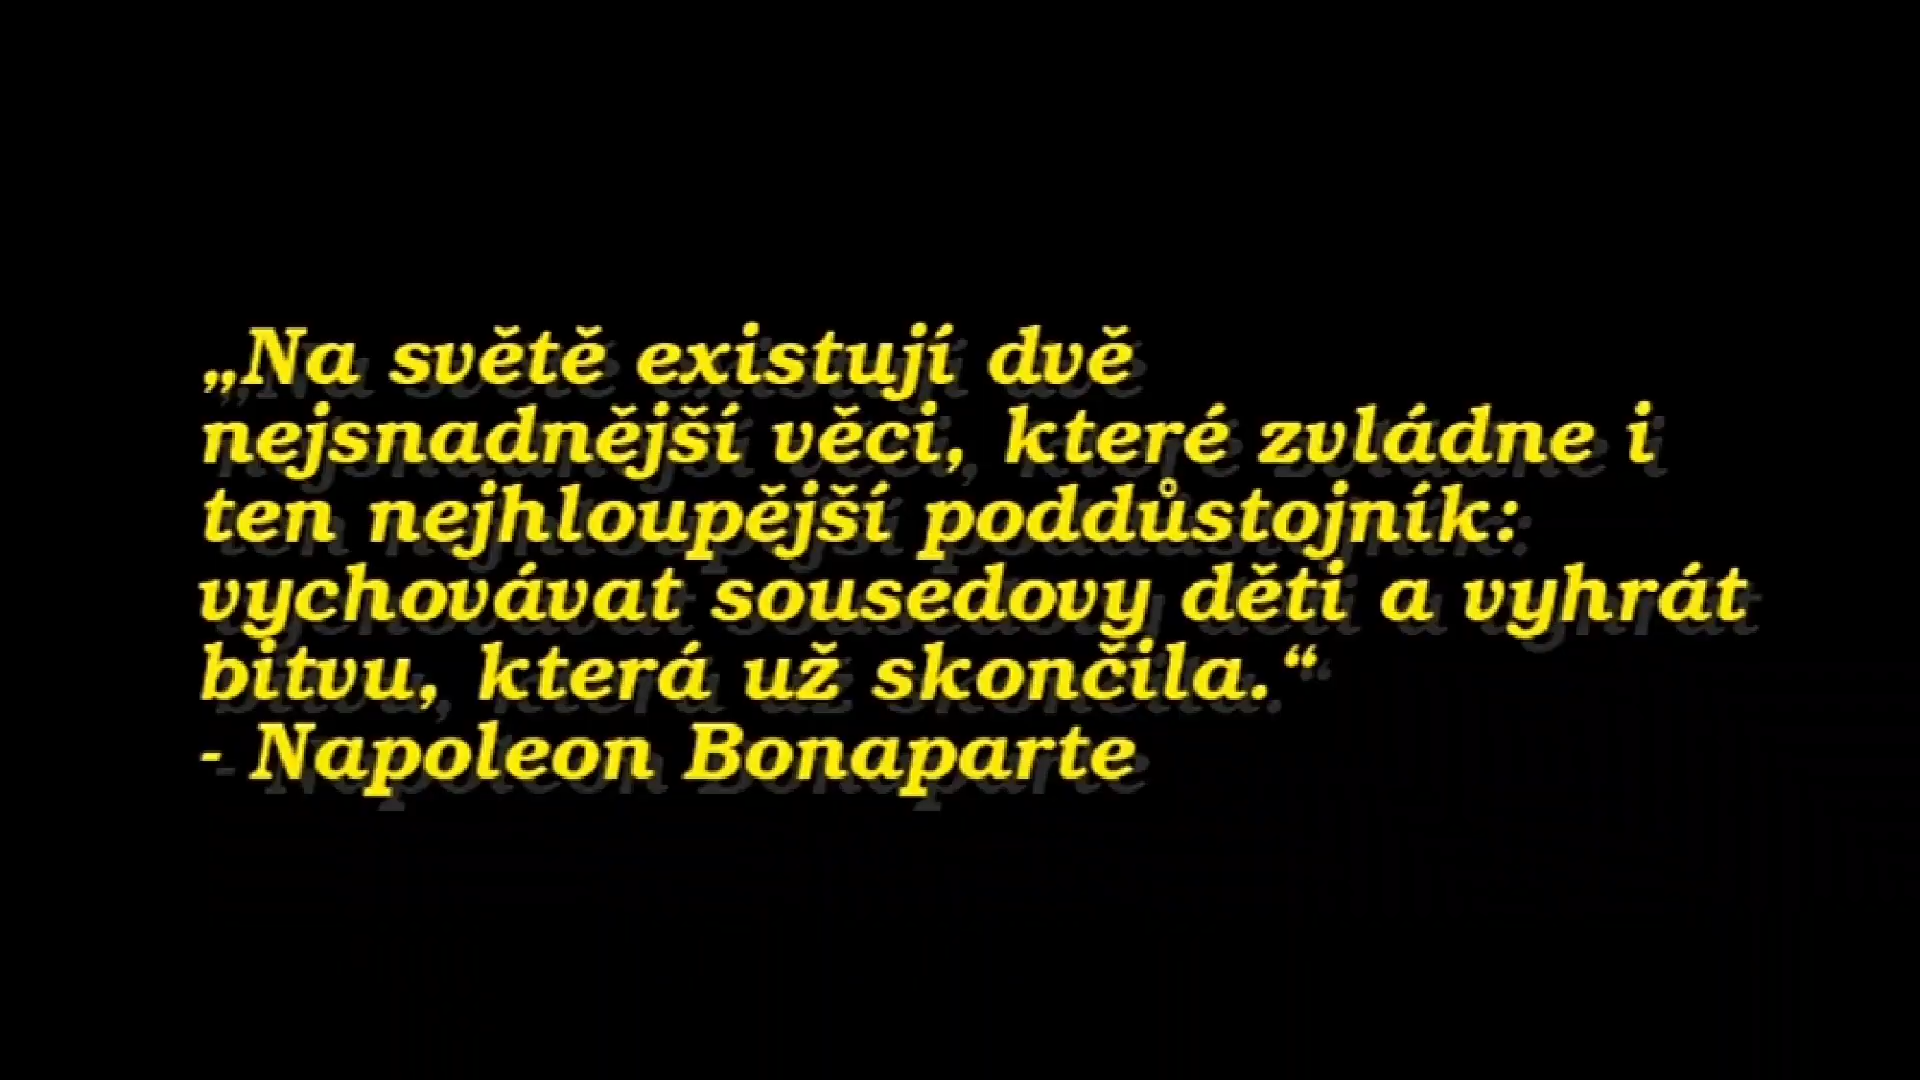 „Na světě existují dvě
nejsnadnější věci, které zvládne i
ten nejhloupější poddůstojník:
vychovávat sousedovy děti a vyhrát
bitvu, která už skončila.“
- Napoleon Bonaparte